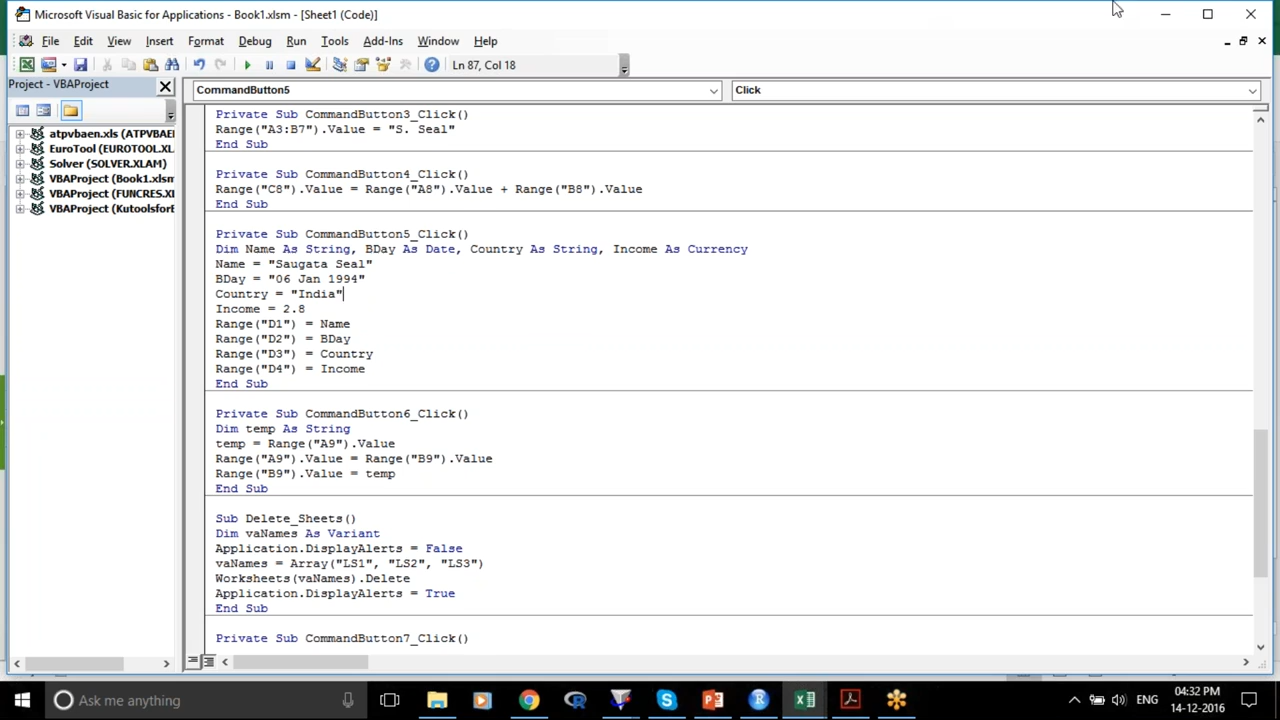 Microsoft Visual Basic for Applications - Book1.xlsm - [Sheet1 (Code)]
File Edit View Insert Format Debug Run Tools Add-Ins Window Help
Ln 87, Col 18
Project - VBAProject
CommandButton5 Click
atpvbaen.xls (ATPVBAEN
EuroTool (EUROTOOL.XL
Solver (SOLVER.XLAM)
VBAProject (Book1.xlsm
VBAProject (FUNCRES.XL
VBAProject (KutoolsforE
Private Sub CommandButton3_Click()
Range("A3:B7").Value = "S. Seal"
End Sub
Private Sub CommandButton4_Click()
Range("C8").Value = Range("A8").Value + Range("B8").Value
End Sub
Private Sub CommandButton5_Click()
Dim Name As String, BDay As Date, Country As String, Income As Currency
Name = "Saugata Seal"
BDay = "06 Jan 1994"
Country = "India"
Income = 2.8
Range("D1") = Name
Range("D2") = BDay
Range("D3") = Country
Range("D4") = Income
End Sub
Private Sub CommandButton6_Click()
Dim temp As String
temp = Range("A9").Value
Range("A9").Value = Range("B9").Value
Range("B9").Value = temp
End Sub
Sub Delete_Sheets()
Dim vaNames As Variant
Application.DisplayAlerts = False
vaNames = Array("LS1", "LS2", "LS3")
Worksheets(vaNames).Delete
Application.DisplayAlerts = True
End Sub
Private Sub CommandButton7_Click()
Ask me anything
ENG
04:32 PM
14-12-2016